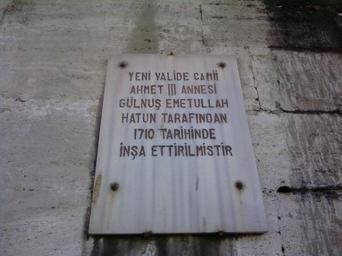 YENİ VALİDE CAMİİ
AHMET III ANNESİ
GÜLNUŞ EMETULLAH
HATUN TARAFINDAN
1710 TARİHİNDE
İNŞA ETTİRİLMİSTİR